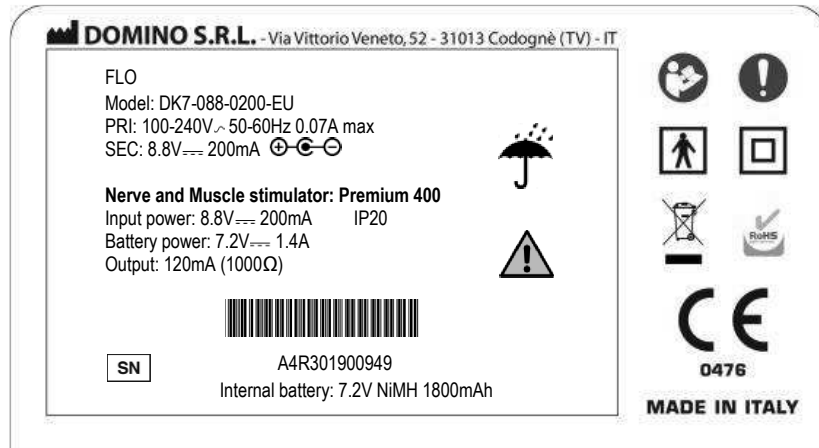 DOMINO S.R.L. - Via Vittorio Veneto, 52 - 31013 Codognè (TV) - IT
FLO
Model: DK7-088-0200-EU
PRI: 100-240V~ 50-60Hz 0.07A max
SEC: 8.8V⎓ 200mA
Nerve and Muscle stimulator: Premium 400
Input power: 8.8V⎓ 200mA IP20
Battery power: 7.2V⎓ 1.4A
Output: 120mA (1000Ω)
SN
A4R301900949
Internal battery: 7.2V NiMH 1800mAh
RoHS
CE
0476
MADE IN ITALY